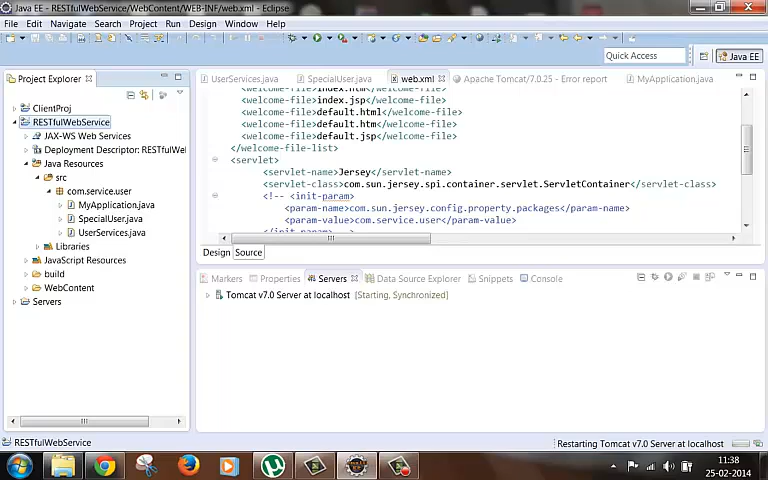 Java EE - RESTfulWebService/WebContent/WEB-INF/web.xml - Eclipse
File Edit Navigate Search Project Run Design Window Help
Quick Access
Java EE
Project Explorer
UserServices.java
SpecialUser.java
web.xml
Apache Tomcat/7.0.25 - Error report
MyApplication.java
ClientProj
RESTfulWebService
JAX-WS Web Services
Deployment Descriptor: RESTfulWel
Java Resources
src
com.service.user
MyApplication.java
SpecialUser.java
UserServices.java
Libraries
JavaScript Resources
build
WebContent
Servers
<welcome-file>index.htm</welcome-file>
<welcome-file>index.jsp</welcome-file>
<welcome-file>default.html</welcome-file>
<welcome-file>default.htm</welcome-file>
<welcome-file>default.jsp</welcome-file>
</welcome-file-list>
<servlet>
<servlet-name>Jersey</servlet-name>
<servlet-class>com.sun.jersey.spi.container.servlet.ServletContainer</servlet-class>
<!-- <init-param>
<param-name>com.sun.jersey.config.property.packages</param-name>
<param-value>com.service.user</param-value>
</init-param> -->
Design Source
Markers Properties Servers Data Source Explorer Snippets Console
Tomcat v7.0 Server at localhost [Starting, Synchronized]
RESTfulWebService
Restarting Tomcat v7.0 Server at localhost
11:38
25-02-2014